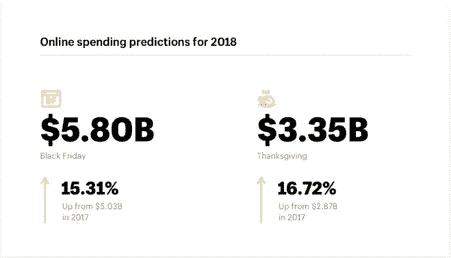 Online spending predictions for 2018
BF
$5.80B
Black Friday
15.31%
Up from $5.03B
in 2017
$3.35B
Thanksgiving
16.72%
Up from $2.87B
in 2017